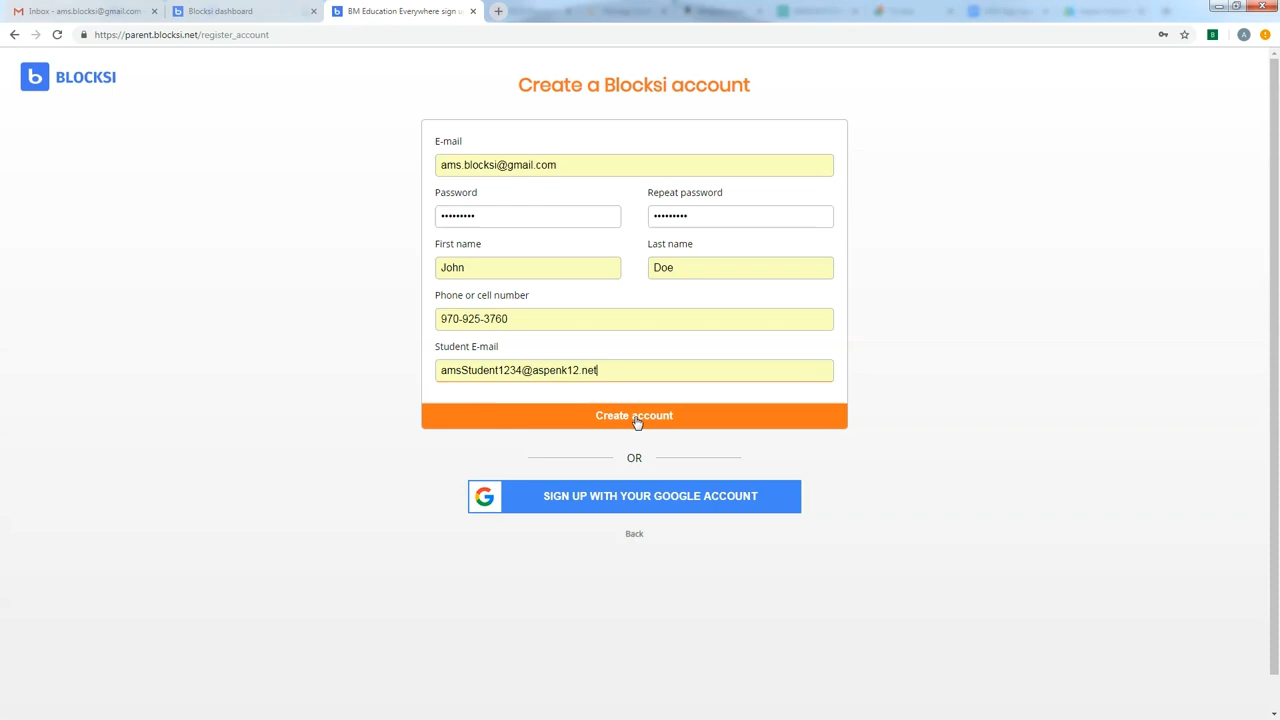 Inbox - ams.blocksi@gmail.com
Blocksi dashboard
BM Education Everywhere sign u
https://parent.blocksi.net/register_account
BLOCKSI
Create a Blocksi account
E-mail
ams.blocksi@gmail.com
Password
Repeat password
•••••••••
•••••••••
First name
Last name
John
Doe
Phone or cell number
970-925-3760
Student E-mail
amsStudent1234@aspenk12.net
Create account
OR
SIGN UP WITH YOUR GOOGLE ACCOUNT
Back